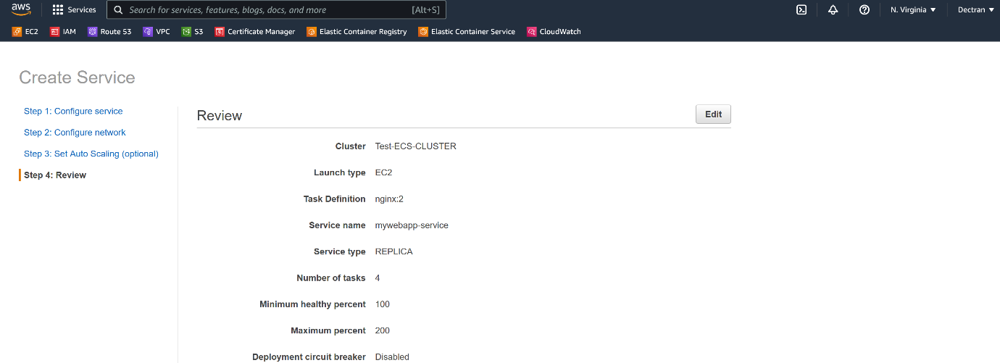 aws Services Search for services, features, blogs, docs, and more [Alt+S] N. Virginia ▼ Dectran ▼
EC2 IAM Route 53 VPC S3 Certificate Manager Elastic Container Registry Elastic Container Service CloudWatch
Create Service
Step 1: Configure service
Step 2: Configure network
Step 3: Set Auto Scaling (optional)
Step 4: Review
Review Edit
Cluster Test-ECS-CLUSTER
Launch type EC2
Task Definition nginx:2
Service name mywebapp-service
Service type REPLICA
Number of tasks 4
Minimum healthy percent 100
Maximum percent 200
Deployment circuit breaker Disabled